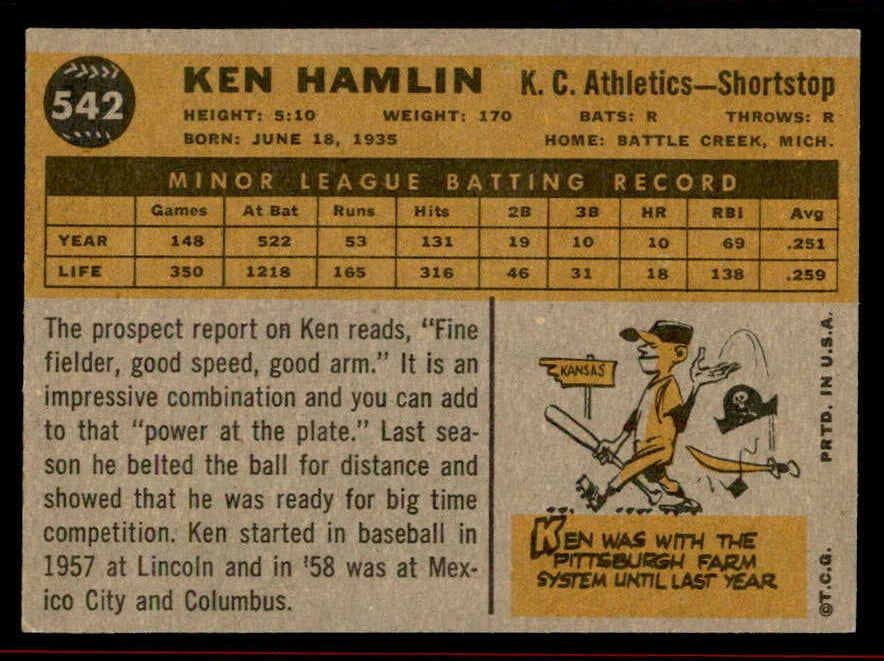 542
KEN HAMLIN K. C. Athletics—Shortstop
HEIGHT: 5:10 WEIGHT: 170 BATS: R THROWS: R
BORN: JUNE 18, 1935 HOME: BATTLE CREEK, MICH.
MINOR LEAGUE BATTING RECORD
Games At Bat Runs Hits 2B 3B HR RBI Avg
YEAR 148 522 53 131 19 10 10 69 .251
LIFE 350 1218 165 316 46 31 18 138 .259
The prospect report on Ken reads, “Fine
fielder, good speed, good arm.” It is an
impressive combination and you can add
to that “power at the plate.” Last sea-
son he belted the ball for distance and
showed that he was ready for big time
competition. Ken started in baseball in
1957 at Lincoln and in '58 was at Mex-
ico City and Columbus.
KANSAS
KEN WAS WITH THE
PITTSBURGH FARM
SYSTEM UNTIL LAST YEAR
©T.C.G. PRTD. IN U.S.A.